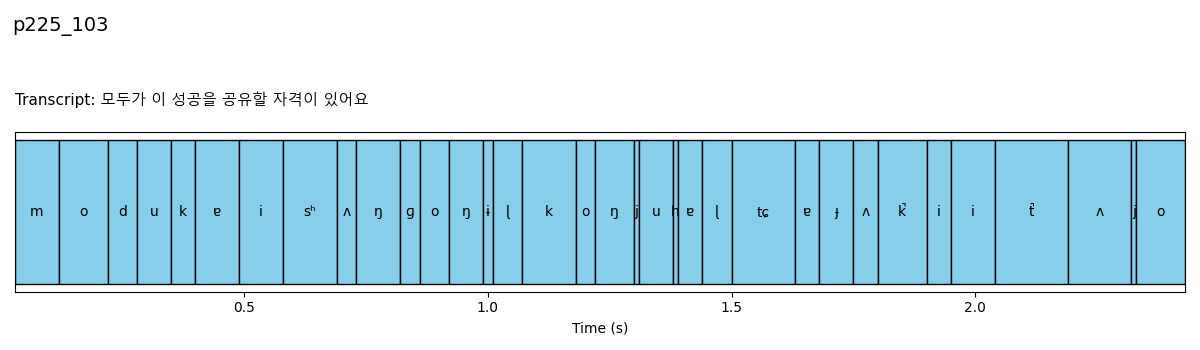 p225_103
Transcript: 모두가 이 성공을 공유할 자격이 있어요
m o d u k ɐ i sʰ ʌ ŋ ɡ o ŋ ɨ ɭ k o ŋ j u h ɐ ɭ tɕ ɐ ɟ ʌ k̚ i i t̚ ʌ j o
0.5 1.0 1.5 2.0
Time (s)